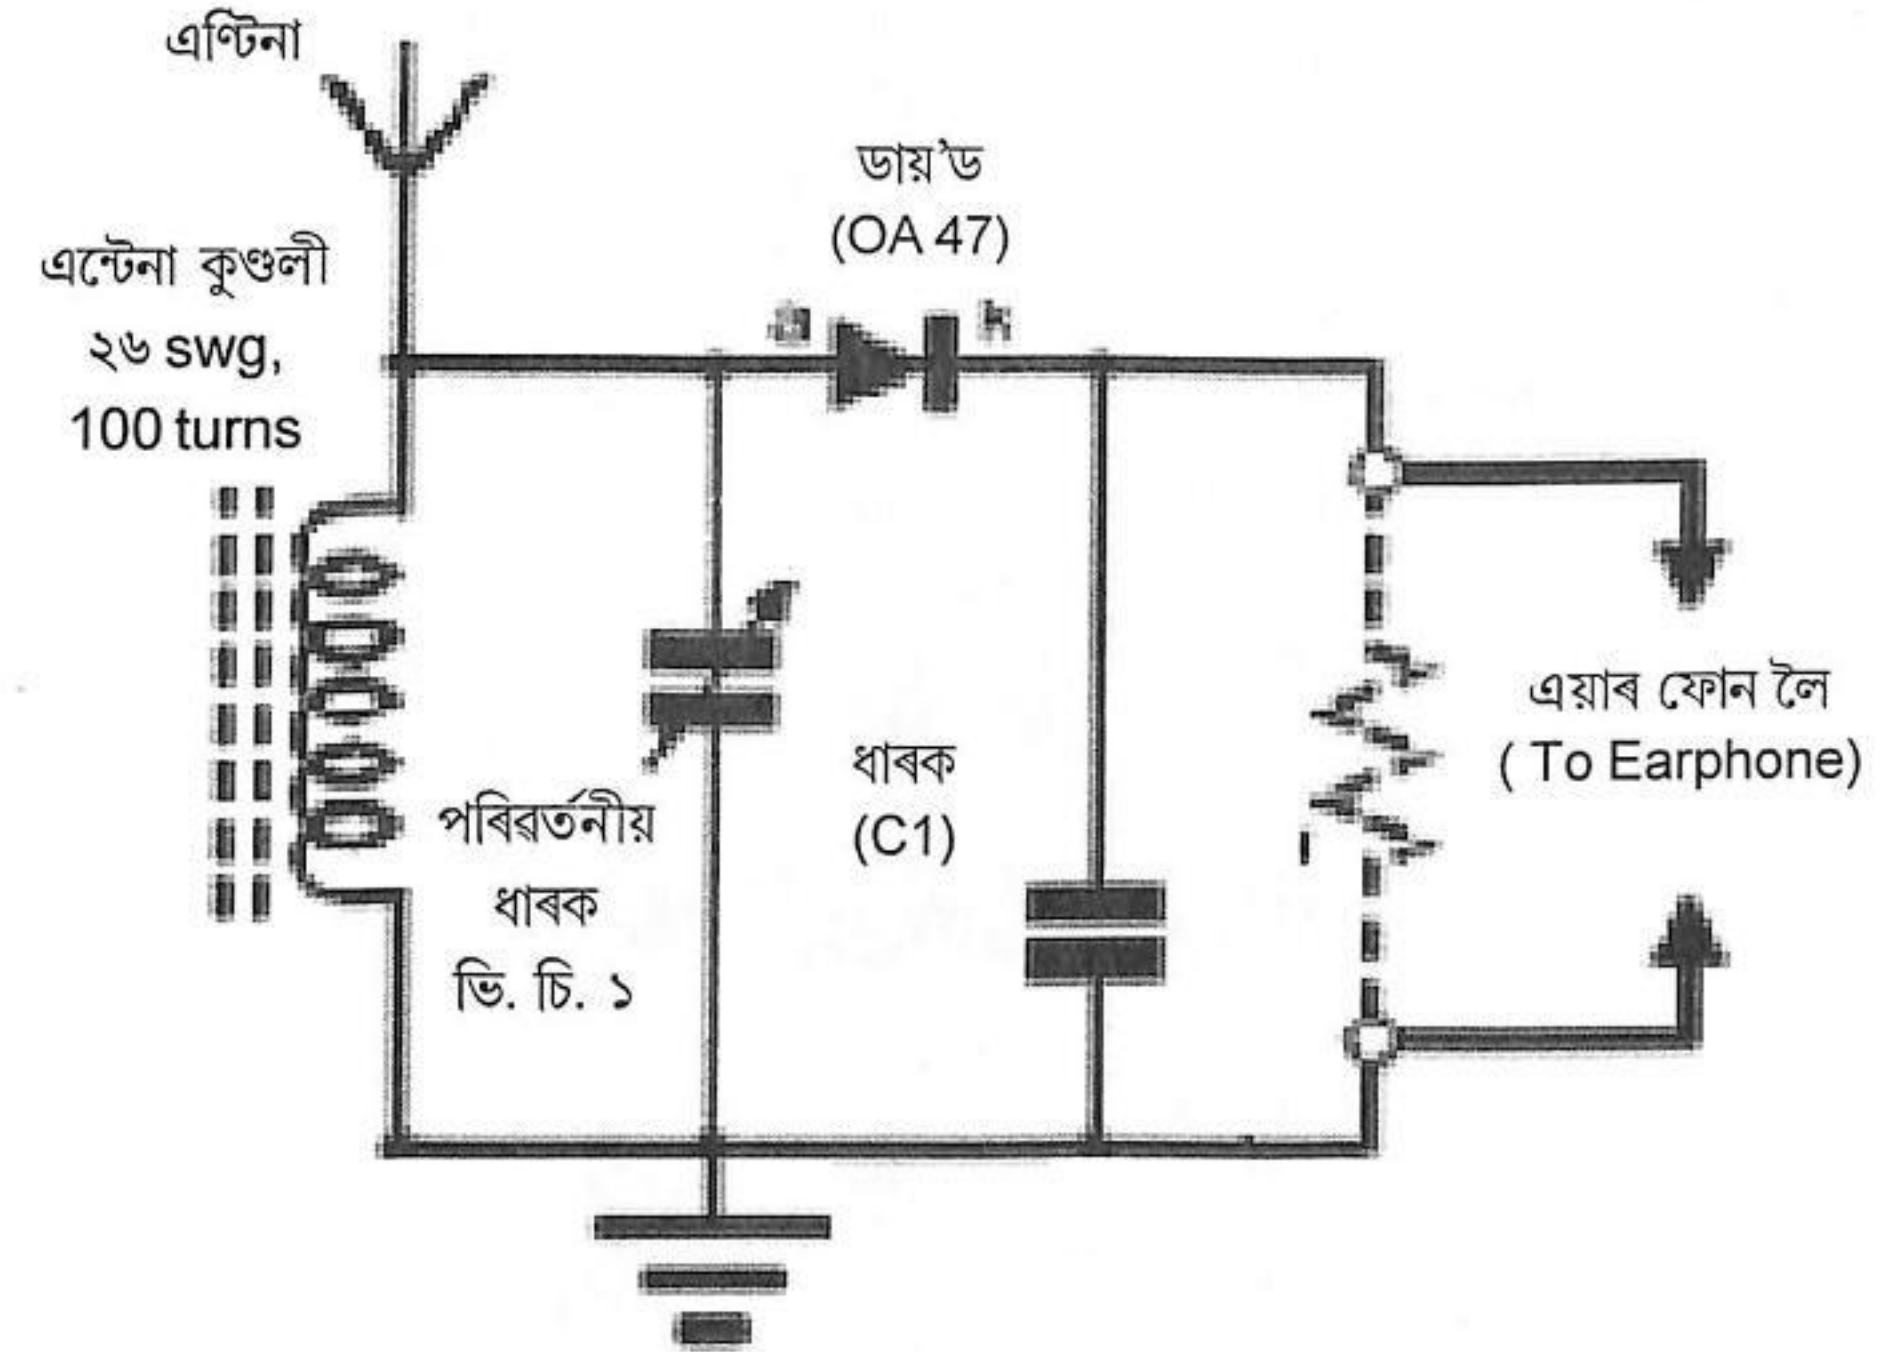 এণ্টিনা
ডায়'ড
(OA 47)
এন্টেনা কুণ্ডলী
২৬ swg,
100 turns
পৰিৱৰ্তনীয়
ধাৰক
ভি. চি. ১
ধাৰক
(C1)
এয়াৰ ফোন লৈ
( To Earphone)